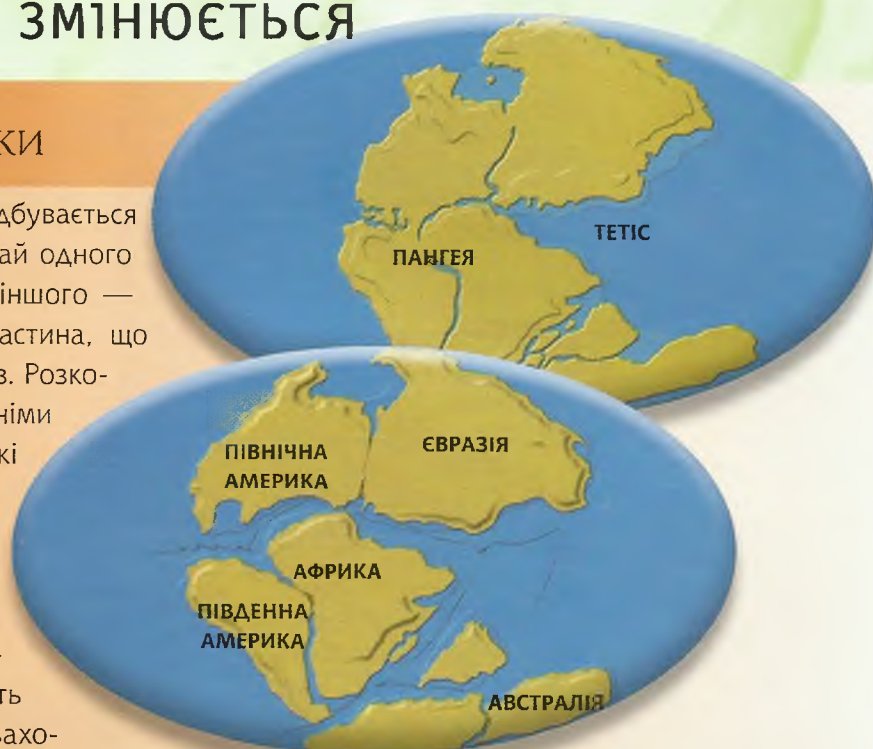 ЗМІНЮЄТЬСЯ
КИ
дбувається
ай одного
іншого —
астина, що
в. Розко-
німи
кі
ть
вахо-
ТЕТІС
ПАНГЕЯ
ПІВНІЧНА
АМЕРИКА
ЄВРАЗІЯ
АФРИКА
ПІВДЕННА
АМЕРИКА
АВСТРАЛІЯ